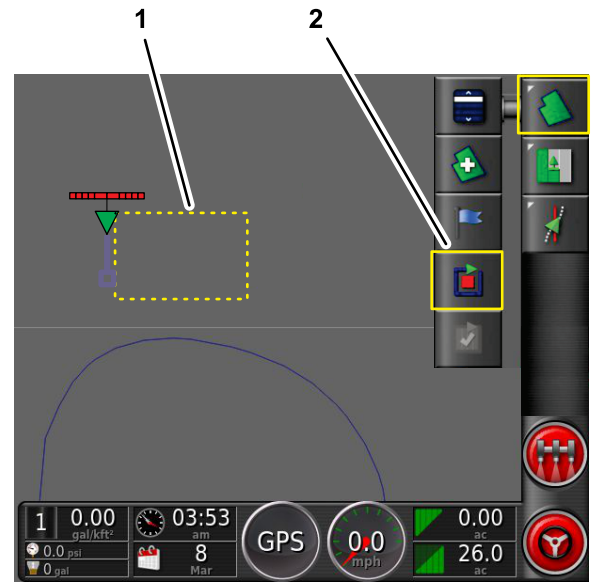 1 2
1 0.00 gal/kft²
0.0 psi
0 gal
03:53 am
8 Mar
GPS
0.0 mph
0.00 ac
26.0 ac